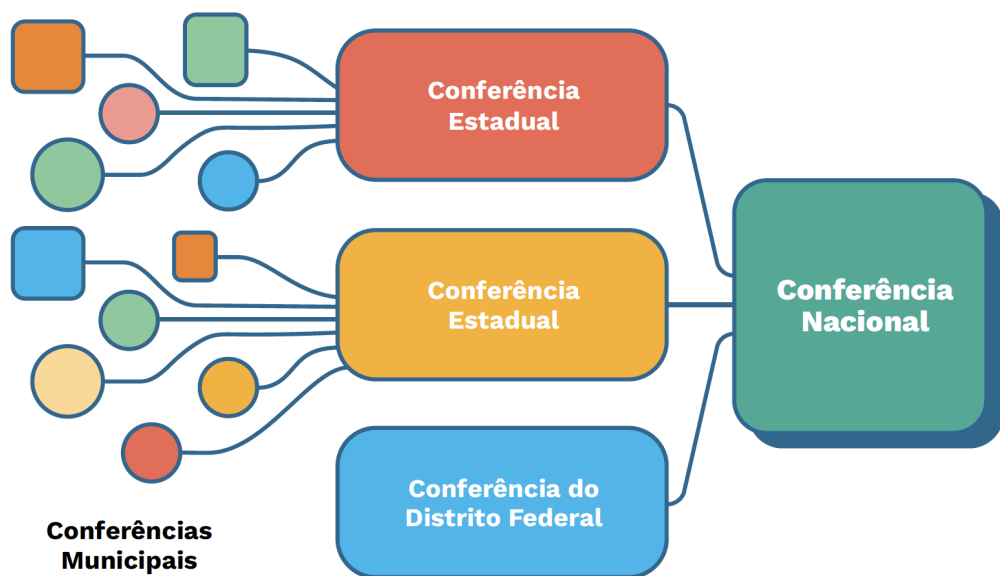 Conferência
Estadual
Conferência
Estadual
Conferência
Nacional
Conferência do
Distrito Federal
Conferências
Municipais